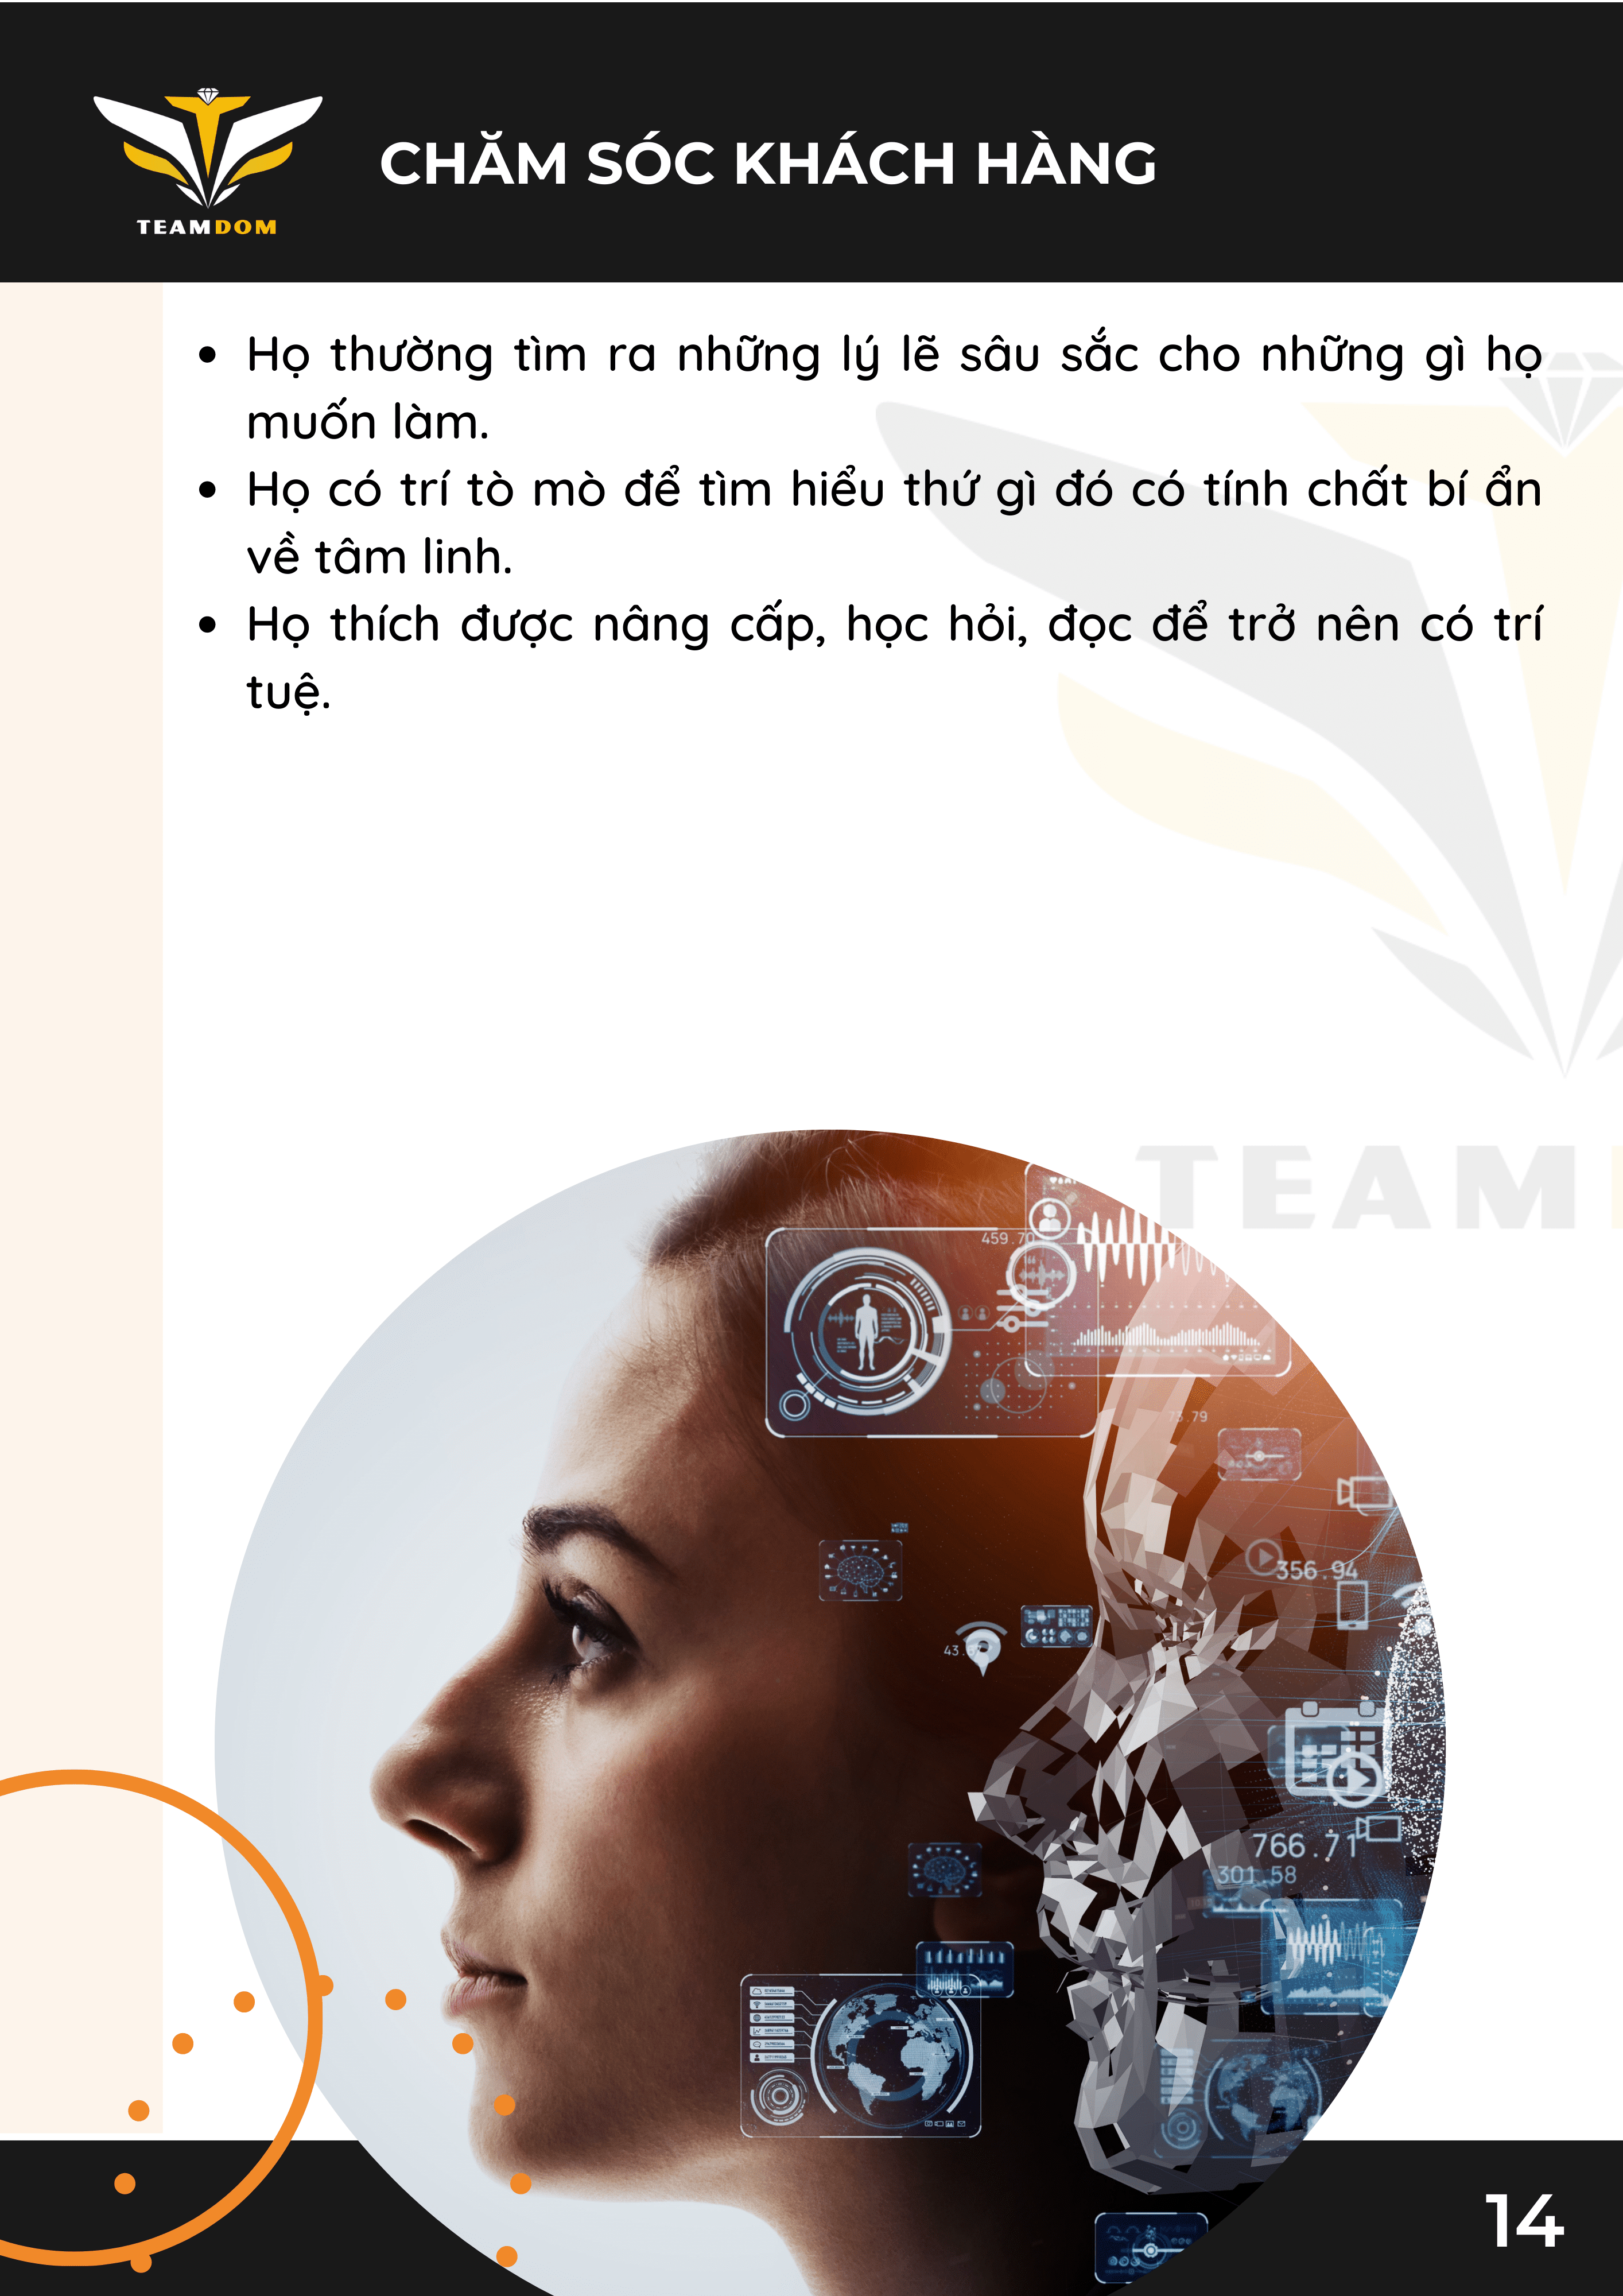 TEAMDOM
CHĂM SÓC KHÁCH HÀNG
• Họ thường tìm ra những lý lẽ sâu sắc cho những gì họ
muốn làm.
• Họ có trí tò mò để tìm hiểu thứ gì đó có tính chất bí ẩn
về tâm linh.
• Họ thích được nâng cấp, học hỏi, đọc để trở nên có trí
tuệ.
TEAM
459.70
356.94
766.71
301.58
14